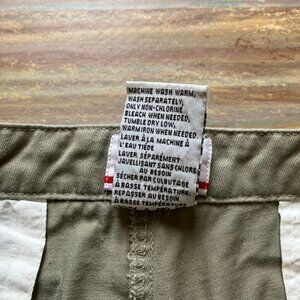 MACHINE WASH WARM,
WASH SEPARATELY,
ONLY NON-CHLORINE
BLEACH WHEN NEEDED,
TUMBLE DRY LOW,
WARM IRON WHEN NEEDED.
LAVER À LA MACHINE À
L'EAU TIÈDE
LAVER SÉPARÉMENT
JAVELLISANT SANS CHLORE
AU BESOIN
SÉCHER PAR CULBUTAGE
À BASSE TEMPÉRATURE
REPASSER AU BESOIN
À BASSE TEMPÉRATURE